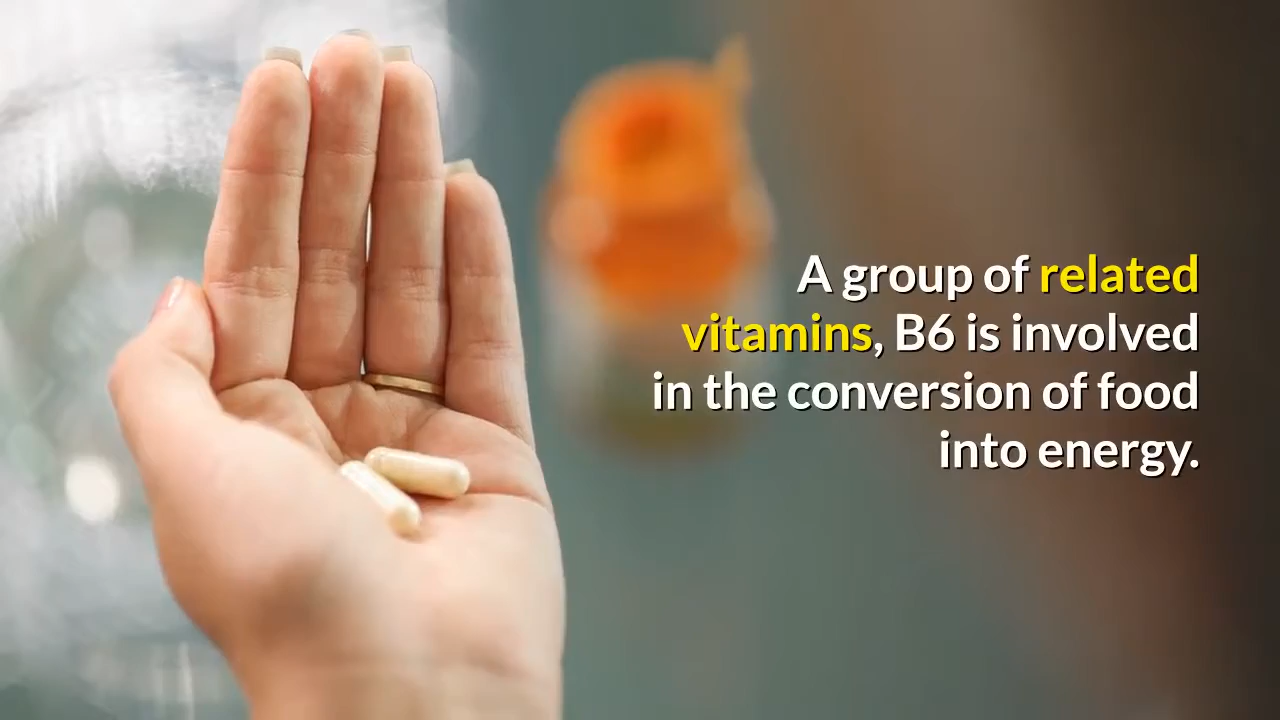 A group of related
vitamins, B6 is involved
in the conversion of food
into energy.